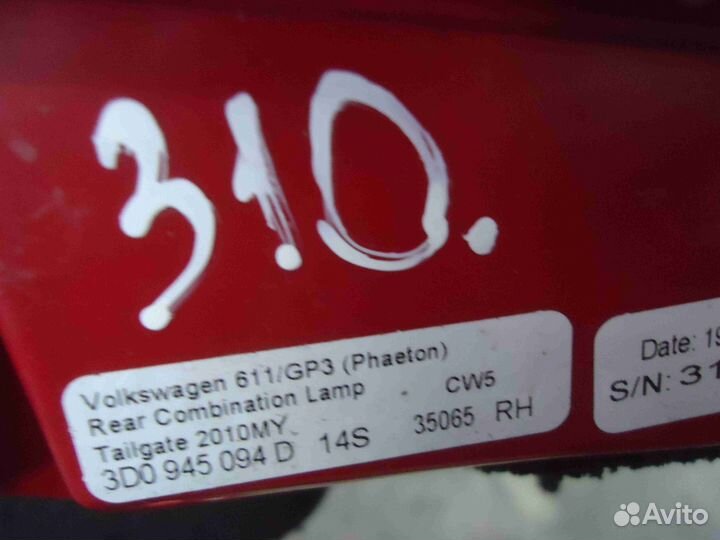 310.
Volkswagen 611/GP3 (Phaeton)
Rear Combination Lamp CW5
Tailgate 2010MY
3D0 945 094 D 14S 35065 RH
Date: 19
S/N: 31
Avito